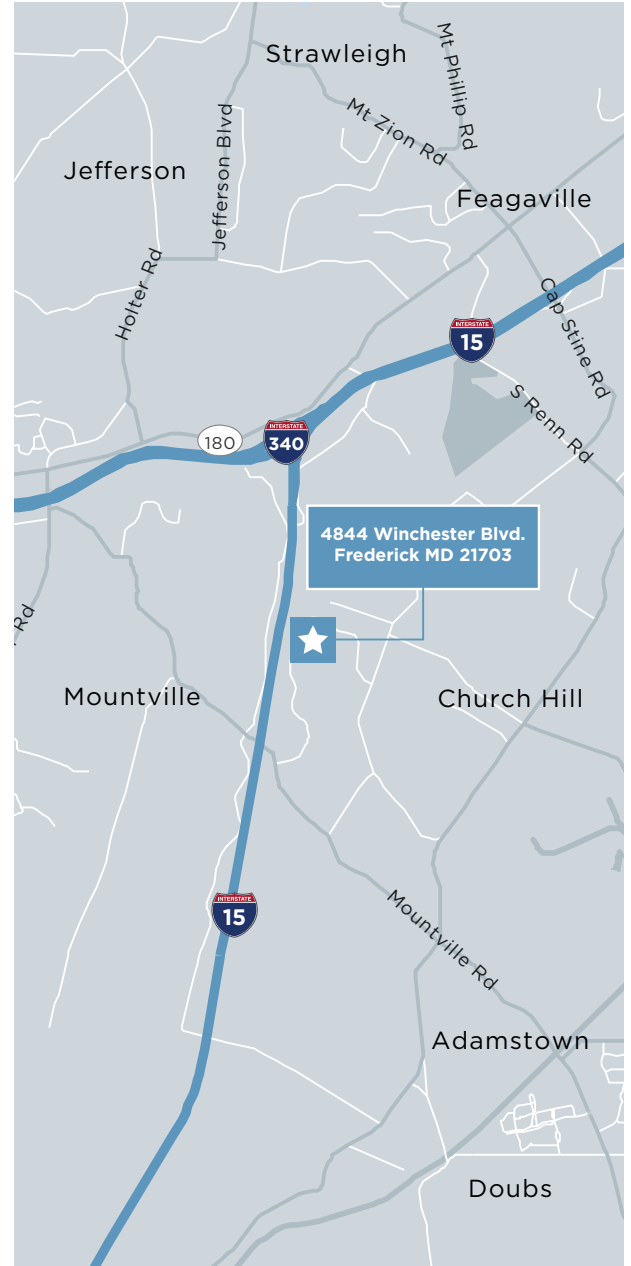 Strawleigh
Mt Phillip Rd
Mt Zion Rd
Jefferson Blvd
Jefferson
Feagaville
Holter Rd
Cap Stine Rd
INTERSTATE
15
S Renn Rd
180
INTERSTATE
340
4844 Winchester Blvd.
Frederick MD 21703
Rd
Mountville
Church Hill
INTERSTATE
15
Mountville Rd
Adamstown
Doubs